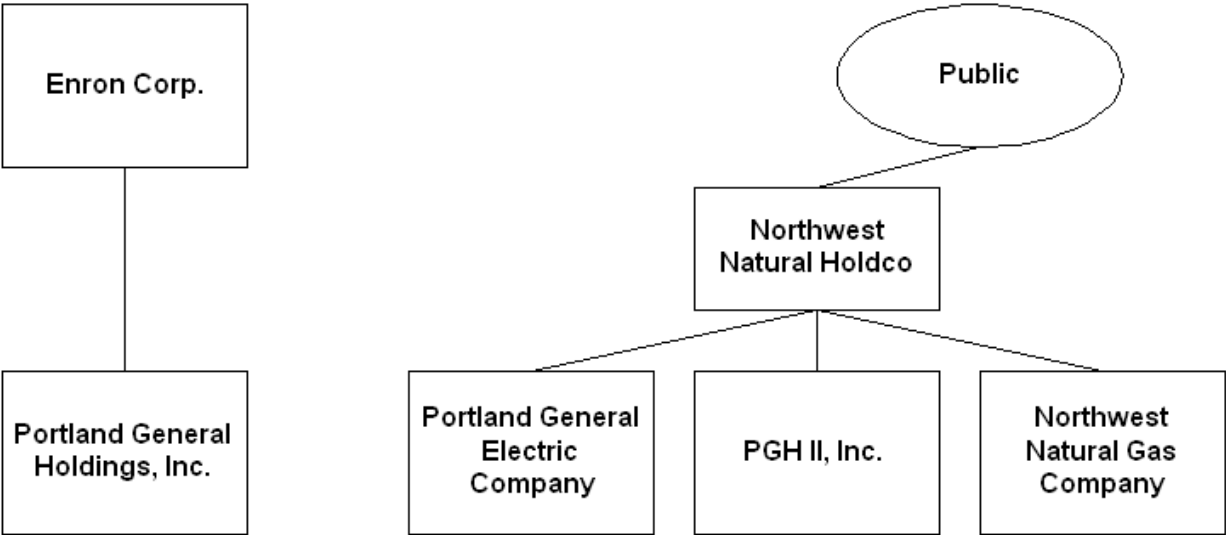 Enron Corp.
Public
Northwest
Natural Holdco
Portland General
Holdings, Inc.
Portland General
Electric
Company
PGH II, Inc.
Northwest
Natural Gas
Company